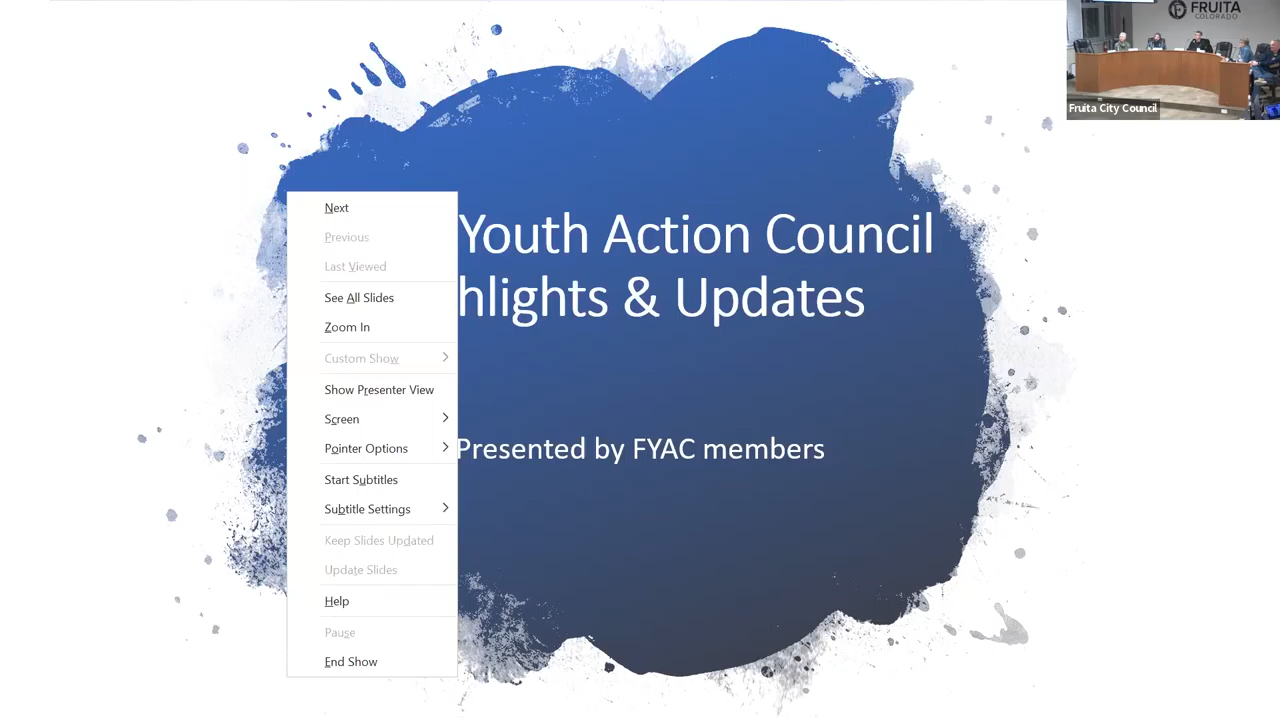 FRUITA
COLORADO
Fruita City Council
Youth Action Council
hlights & Updates
Presented by FYAC members
Next
Previous
Last Viewed
See All Slides
Zoom In
Custom Show
Show Presenter View
Screen
Pointer Options
Start Subtitles
Subtitle Settings
Keep Slides Updated
Update Slides
Help
Pause
End Show